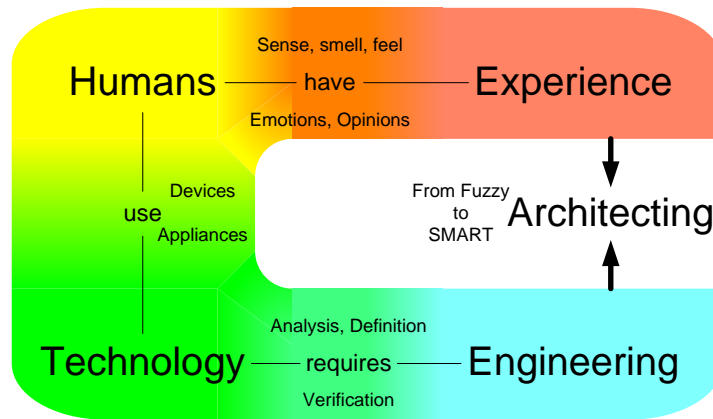 Sense, smell, feel
Humans have Experience
Emotions, Opinions
Devices
use
Appliances
From Fuzzy
to
SMART
Architecting
Analysis, Definition
Technology requires Engineering
Verification